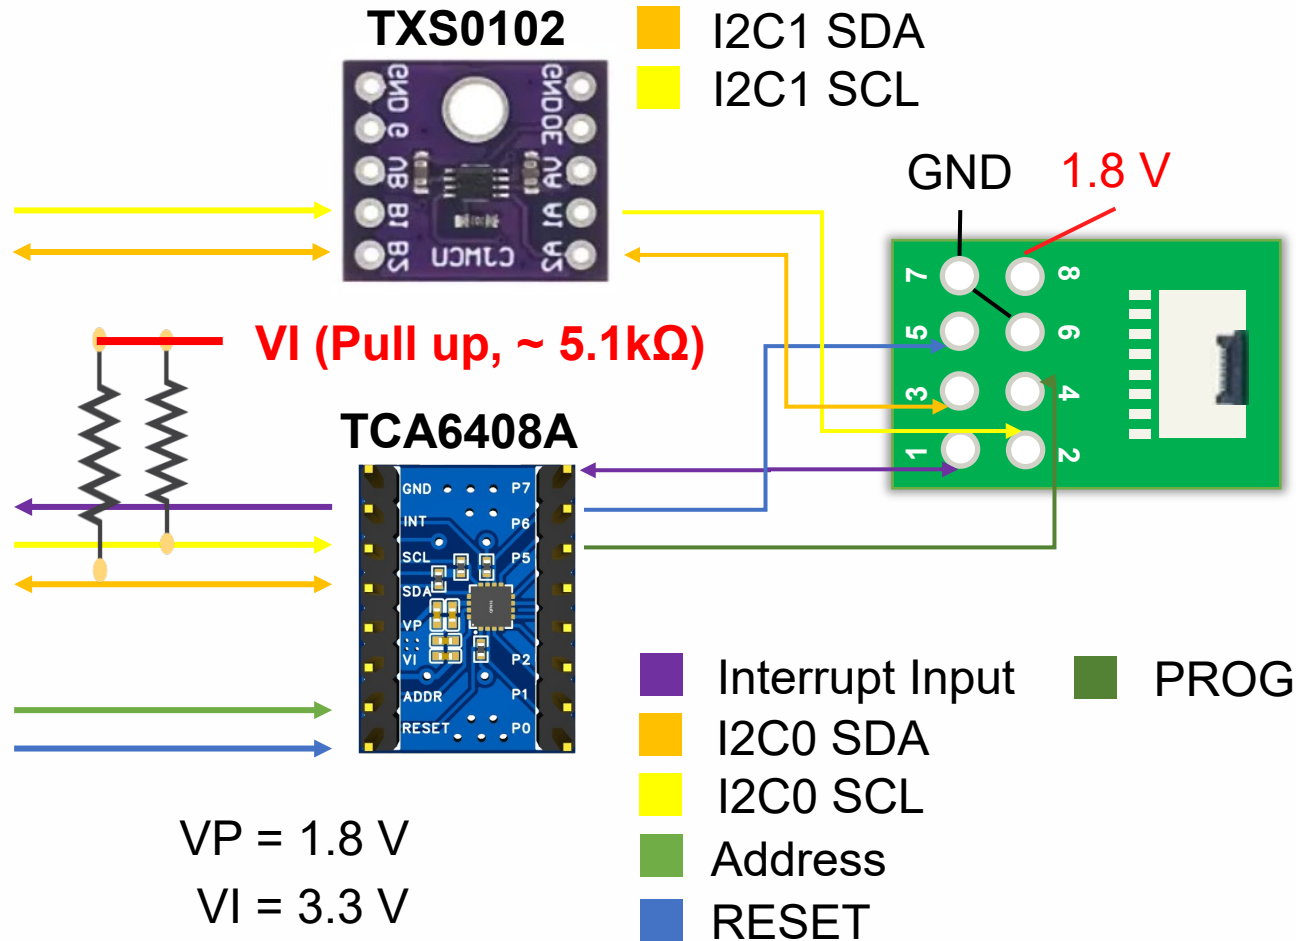 TXS0102
I2C1 SDA
I2C1 SCL
GND
G
VB
B1
B2
GND
OE
VA
A1
A2
CJMCU
GND
1.8 V
7
8
5
6
3
4
1
2
VI (Pull up, ~ 5.1kΩ)
TCA6408A
GND
P7
INT
P6
SCL
P5
SDA
VP
VI
P2
ADDR
P1
RESET
P0
Interrupt Input
PROG
I2C0 SDA
I2C0 SCL
Address
RESET
VP = 1.8 V
VI = 3.3 V